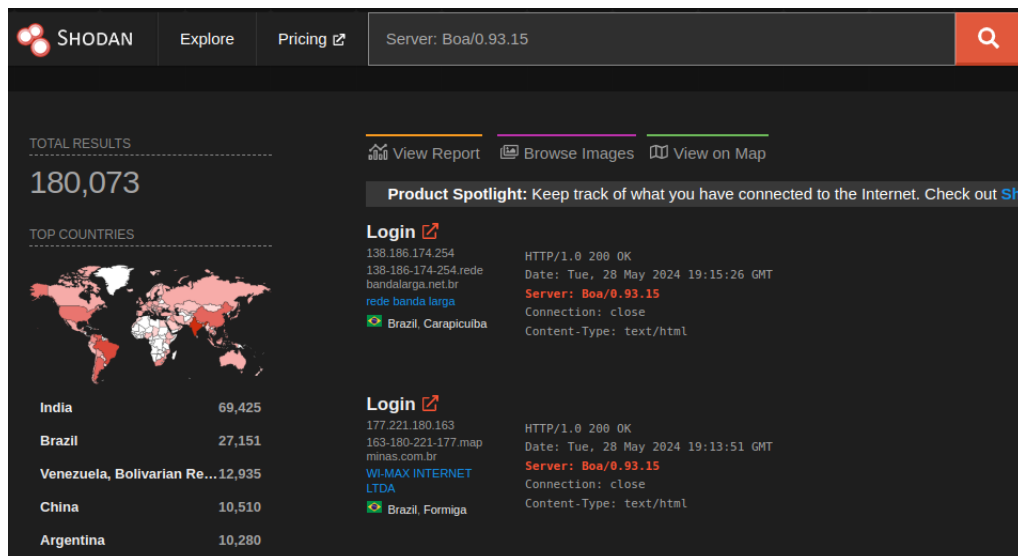 SHODAN Explore Pricing Server: Boa/0.93.15
TOTAL RESULTS
180,073
TOP COUNTRIES
India 69,425
Brazil 27,151
Venezuela, Bolivarian Re... 12,935
China 10,510
Argentina 10,280
View Report Browse Images View on Map
Product Spotlight: Keep track of what you have connected to the Internet. Check out Sh
Login
138.186.174.254
138-186-174-254.rede
bandalarga.net.br
rede banda larga
Brazil, Carapicuíba
HTTP/1.0 200 OK
Date: Tue, 28 May 2024 19:15:26 GMT
Server: Boa/0.93.15
Connection: close
Content-Type: text/html
Login
177.221.180.163
163-180-221-177.map
minas.com.br
WI-MAX INTERNET
LTDA
Brazil, Formiga
HTTP/1.0 200 OK
Date: Tue, 28 May 2024 19:13:51 GMT
Server: Boa/0.93.15
Connection: close
Content-Type: text/html